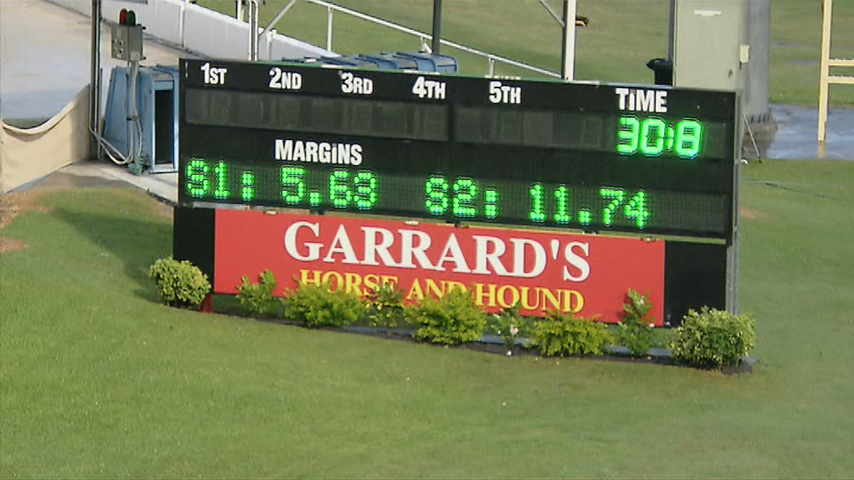 1ST 2ND 3RD 4TH 5TH TIME
30:8
MARGINS
S1: 5.63 S2: 11.74
GARRARD'S
HORSE AND HOUND